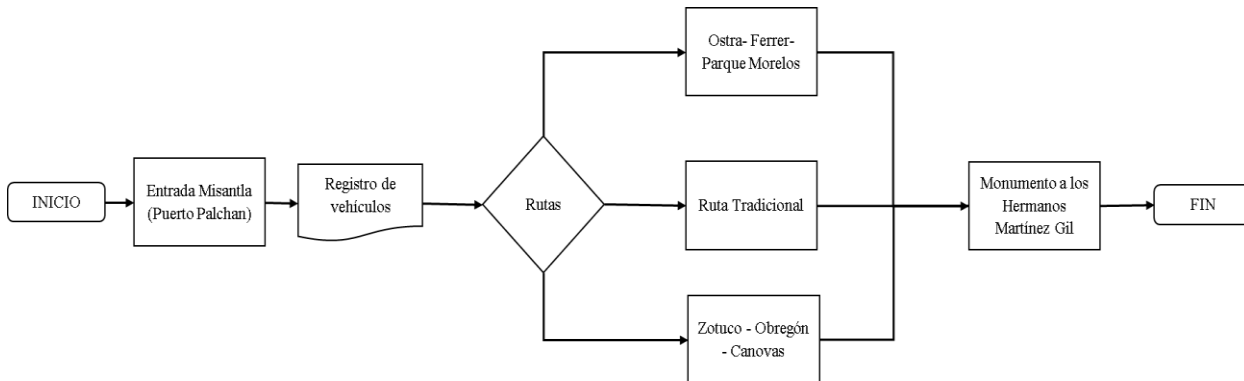 INICIO
Entrada Misantla
(Puerto Palchan)
Registro de
vehículos
Rutas
Ostra- Ferrer-
Parque Morelos
Ruta Tradicional
Zotuco - Obregón
- Canovas
Monumento a los
Hermanos
Martínez Gil
FIN